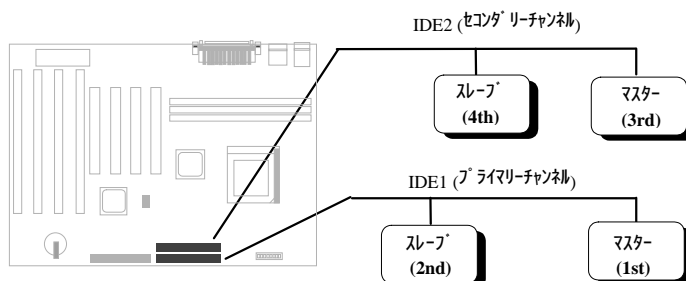 IDE2 (ｾｺﾝﾀﾞﾘｰﾁｬﾝﾈﾙ)
ｽﾚｰﾌﾞ
(4th)
ﾏｽﾀｰ
(3rd)
IDE1 (ﾌﾟﾗｲﾏﾘｰﾁｬﾝﾈﾙ)
ｽﾚｰﾌﾞ
(2nd)
ﾏｽﾀｰ
(1st)